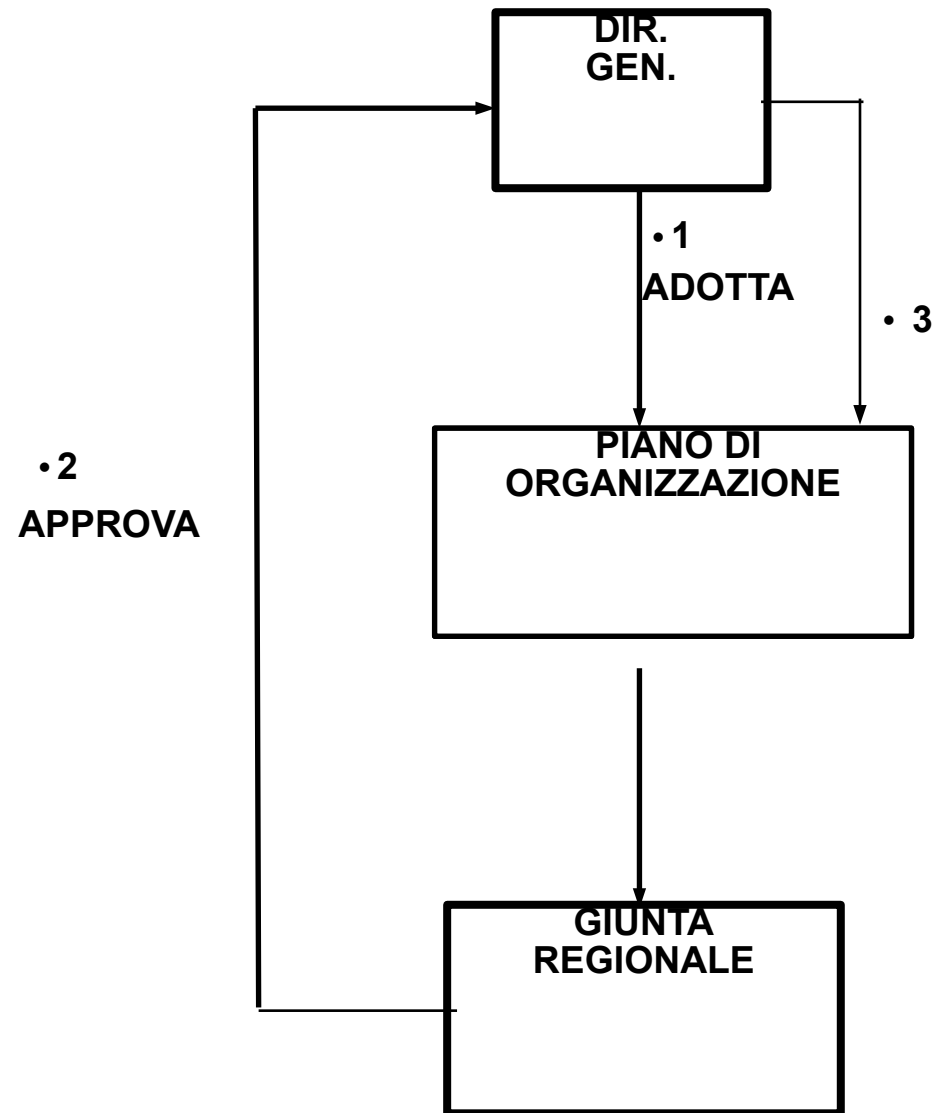 DIR.
GEN.
• 1
ADOTTA
• 3
PIANO DI
ORGANIZZAZIONE
• 2
APPROVA
GIUNTA
REGIONALE